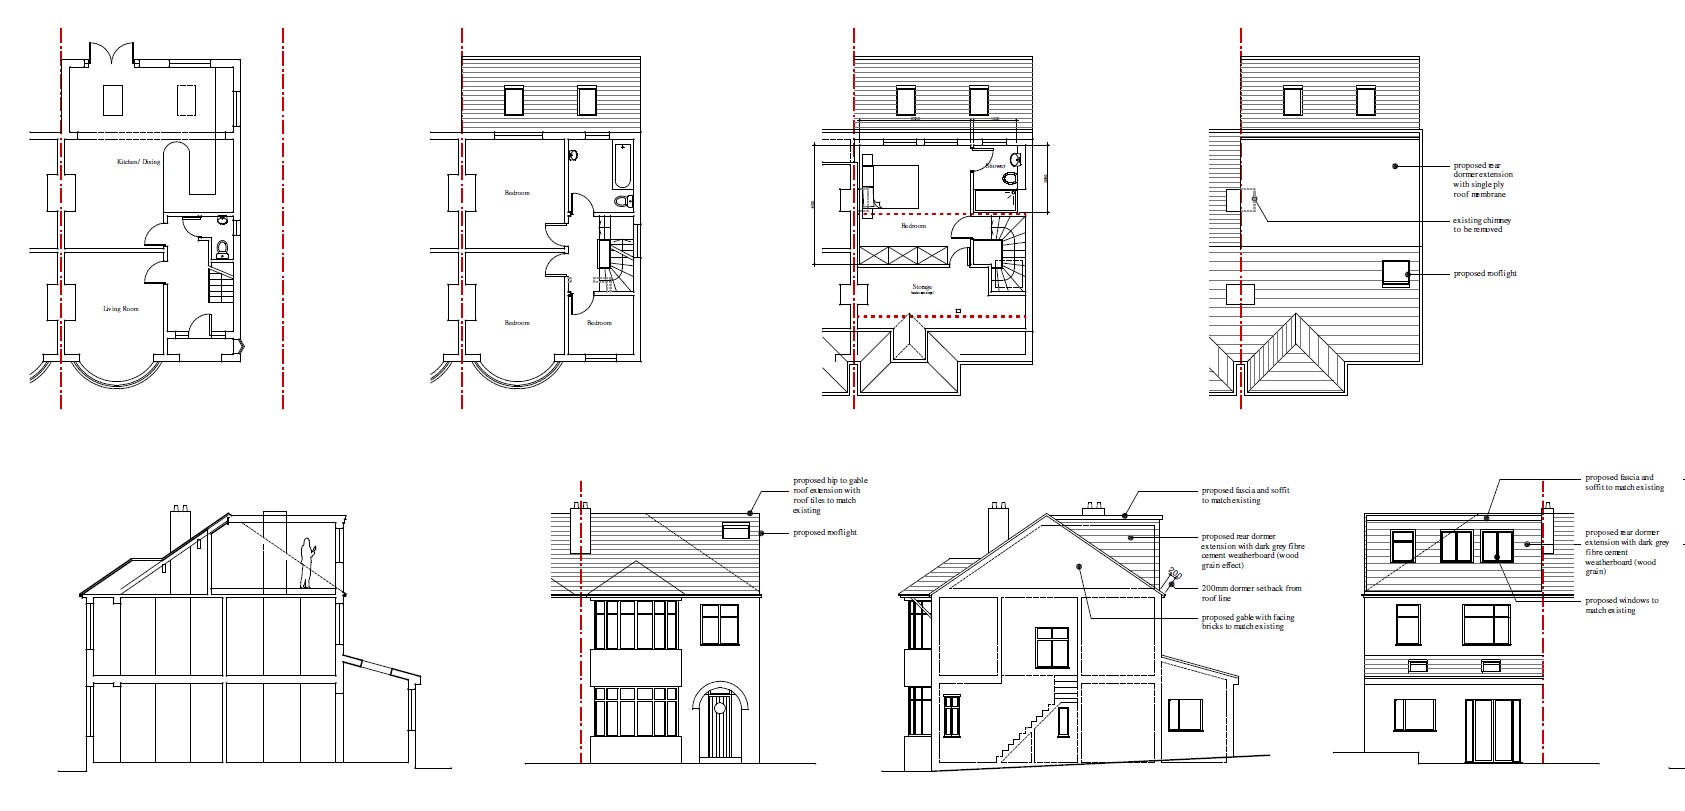 Kitchen/ Dining
Living Room
Bedroom
Bedroom
Bedroom
Shower
Bedroom
Storage
proposed rear
dormer extension
with single ply
roof membrane
existing chimney
to be removed
proposed rooflight
proposed hip to gable
roof extension with
roof tiles to match
existing
proposed rooflight
proposed fascia and soffit
to match existing
proposed rear dormer
extension with dark grey fibre
cement weatherboard (wood
grain effect)
200
200mm dormer setback from
roof line
proposed gable with facing
bricks to match existing
proposed fascia and
soffit to match existing
proposed rear dormer
extension with dark grey
fibre cement
weatherboard (wood
grain)
proposed windows to
match existing